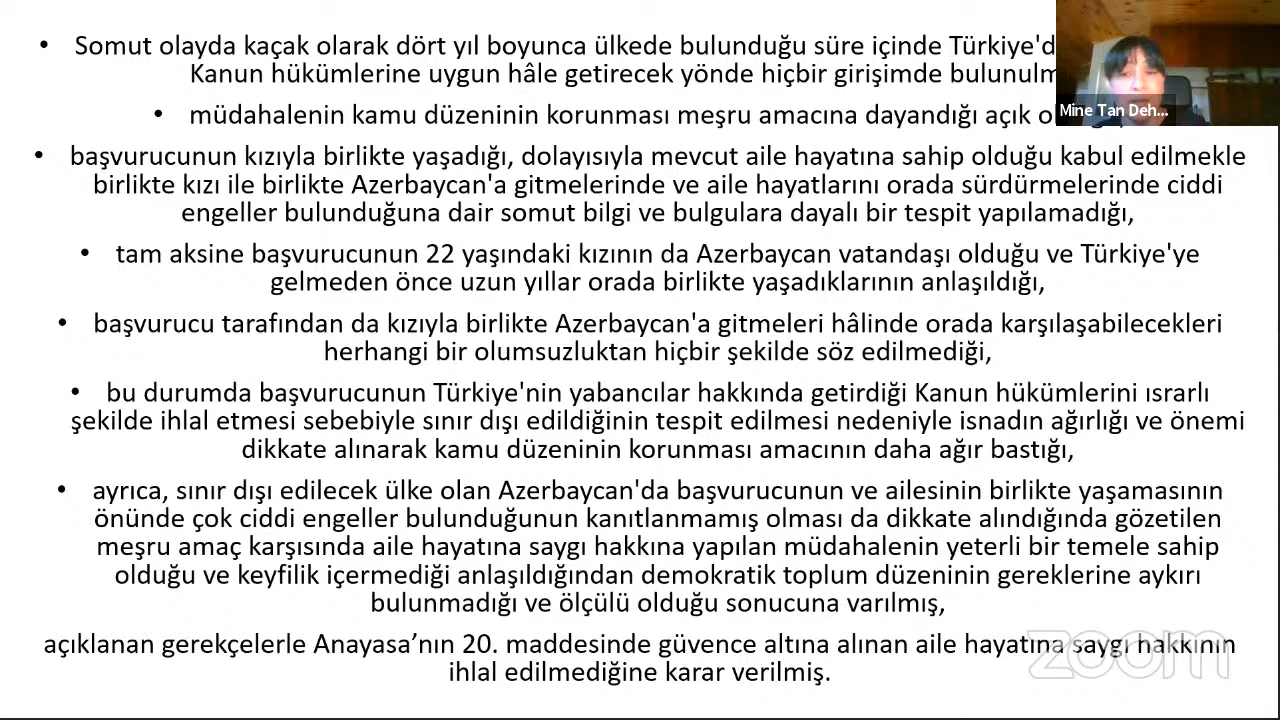 • Somut olayda kaçak olarak dört yıl boyunca ülkede bulunduğu süre içinde
Kanun hükümlerine uygun hâle getirecek yönde hiçbir girişimde
• müdahalenin kamu düzeninin korunması meşru amacına dayandığı açık
Mine Tan Deh...
• başvurucunun kızıyla birlikte yaşadığı, dolayısıyla mevcut aile hayatına sahip olduğu kabul edilmekle
birlikte kızı ile birlikte Azerbaycan'a gitmelerinde ve aile hayatlarını orada sürdürmelerinde ciddi
engeller bulunduğuna dair somut bilgi ve bulgulara dayalı bir tespit yapılamadığı,
• tam aksine başvurucunun 22 yaşındaki kızının da Azerbaycan vatandaşı olduğu ve Türkiye'ye
gelmeden önce uzun yıllar orada birlikte yaşadıklarının anlaşıldığı,
• başvurucu tarafından da kızıyla birlikte Azerbaycan'a gitmeleri hâlinde orada karşılaşabilecekleri
herhangi bir olumsuzluktan hiçbir şekilde söz edilmediği,
• bu durumda başvurucunun Türkiye'nin yabancılar hakkında getirdiği Kanun hükümlerini ısrarlı
şekilde ihlal etmesi sebebiyle sınır dışı edildiğinin tespit edilmesi nedeniyle isnadın ağırlığı ve önemi
dikkate alınarak kamu düzeninin korunması amacının daha ağır bastığı,
• ayrıca, sınır dışı edilecek ülke olan Azerbaycan'da başvurucunun ve ailesinin birlikte yaşamasının
önünde çok ciddi engeller bulunduğunun kanıtlanmamış olması da dikkate alındığında gözetilen
meşru amaç karşısında aile hayatına saygı hakkına yapılan müdahalenin yeterli bir temele sahip
olduğu ve keyfilik içermediği anlaşıldığından demokratik toplum düzeninin gereklerine aykırı
bulunmadığı ve ölçülü olduğu sonucuna varılmış,
açıklanan gerekçelerle Anayasa’nın 20. maddesinde güvence altına alınan aile hayatına saygı hakkının
ihlal edilmediğine karar verilmiş.
zoom